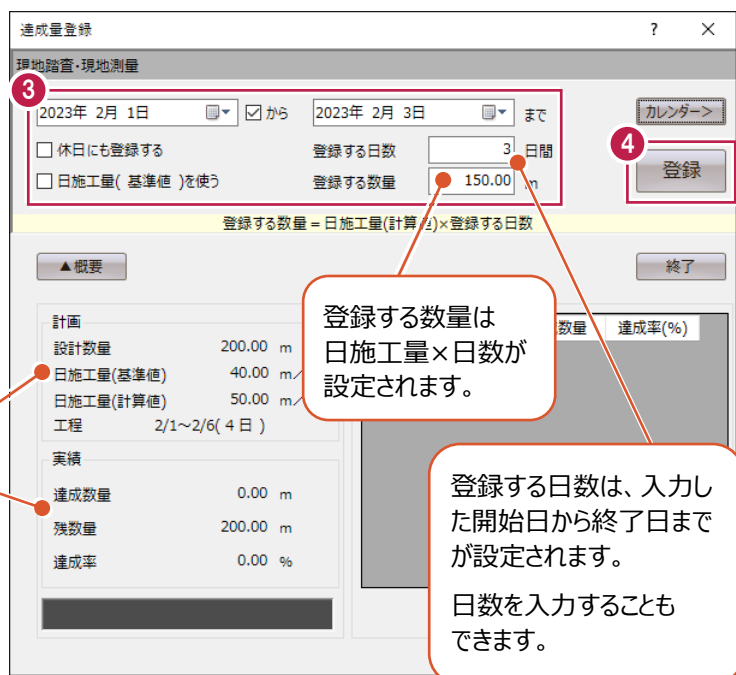 達成量登録 ? ×
現地踏査・現地測量
3
2023年 2月 1日 から 2023年 2月 3日 まで カレンダー>
休日にも登録する 登録する日数 3 日間
4
登録
日施工量( 基準値 )を使う 登録する数量 150.00 m
登録する数量 = 日施工量(計算値)×登録する日数
▲概要 終了
計画
設計数量 200.00 m
日施工量(基準値) 40.00 m/
日施工量(計算値) 50.00 m/
工程 2/1～2/6( 4 日 )
実績
達成数量 0.00 m
残数量 200.00 m
達成率 0.00 %
数量 達成率(%)
登録する数量は
日施工量×日数が
設定されます。
登録する日数は、入力し
た開始日から終了日まで
が設定されます。
日数を入力することも
できます。